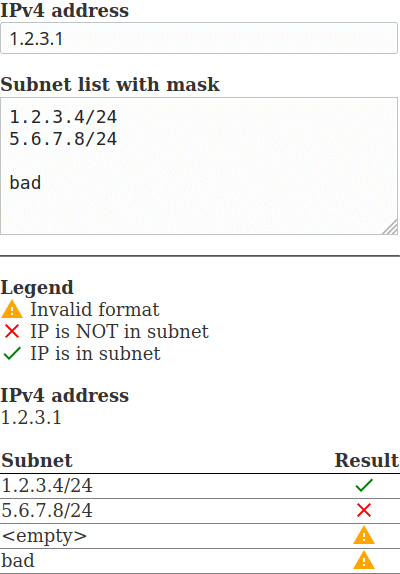 IPv4 address
1.2.3.1
Subnet list with mask
1.2.3.4/24
5.6.7.8/24
bad
Legend
Invalid format
IP is NOT in subnet
IP is in subnet
IPv4 address
1.2.3.1
Subnet Result
1.2.3.4/24
5.6.7.8/24
<empty>
bad